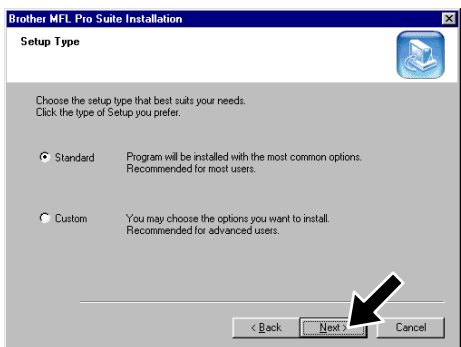 Brother MFL Pro Suite Installation
Setup Type
Choose the setup type that best suits your needs.
Click the type of Setup you prefer.
Standard Program will be installed with the most common options.
Recommended for most users.
Custom You may choose the options you want to install.
Recommended for advanced users.
< Back Next > Cancel